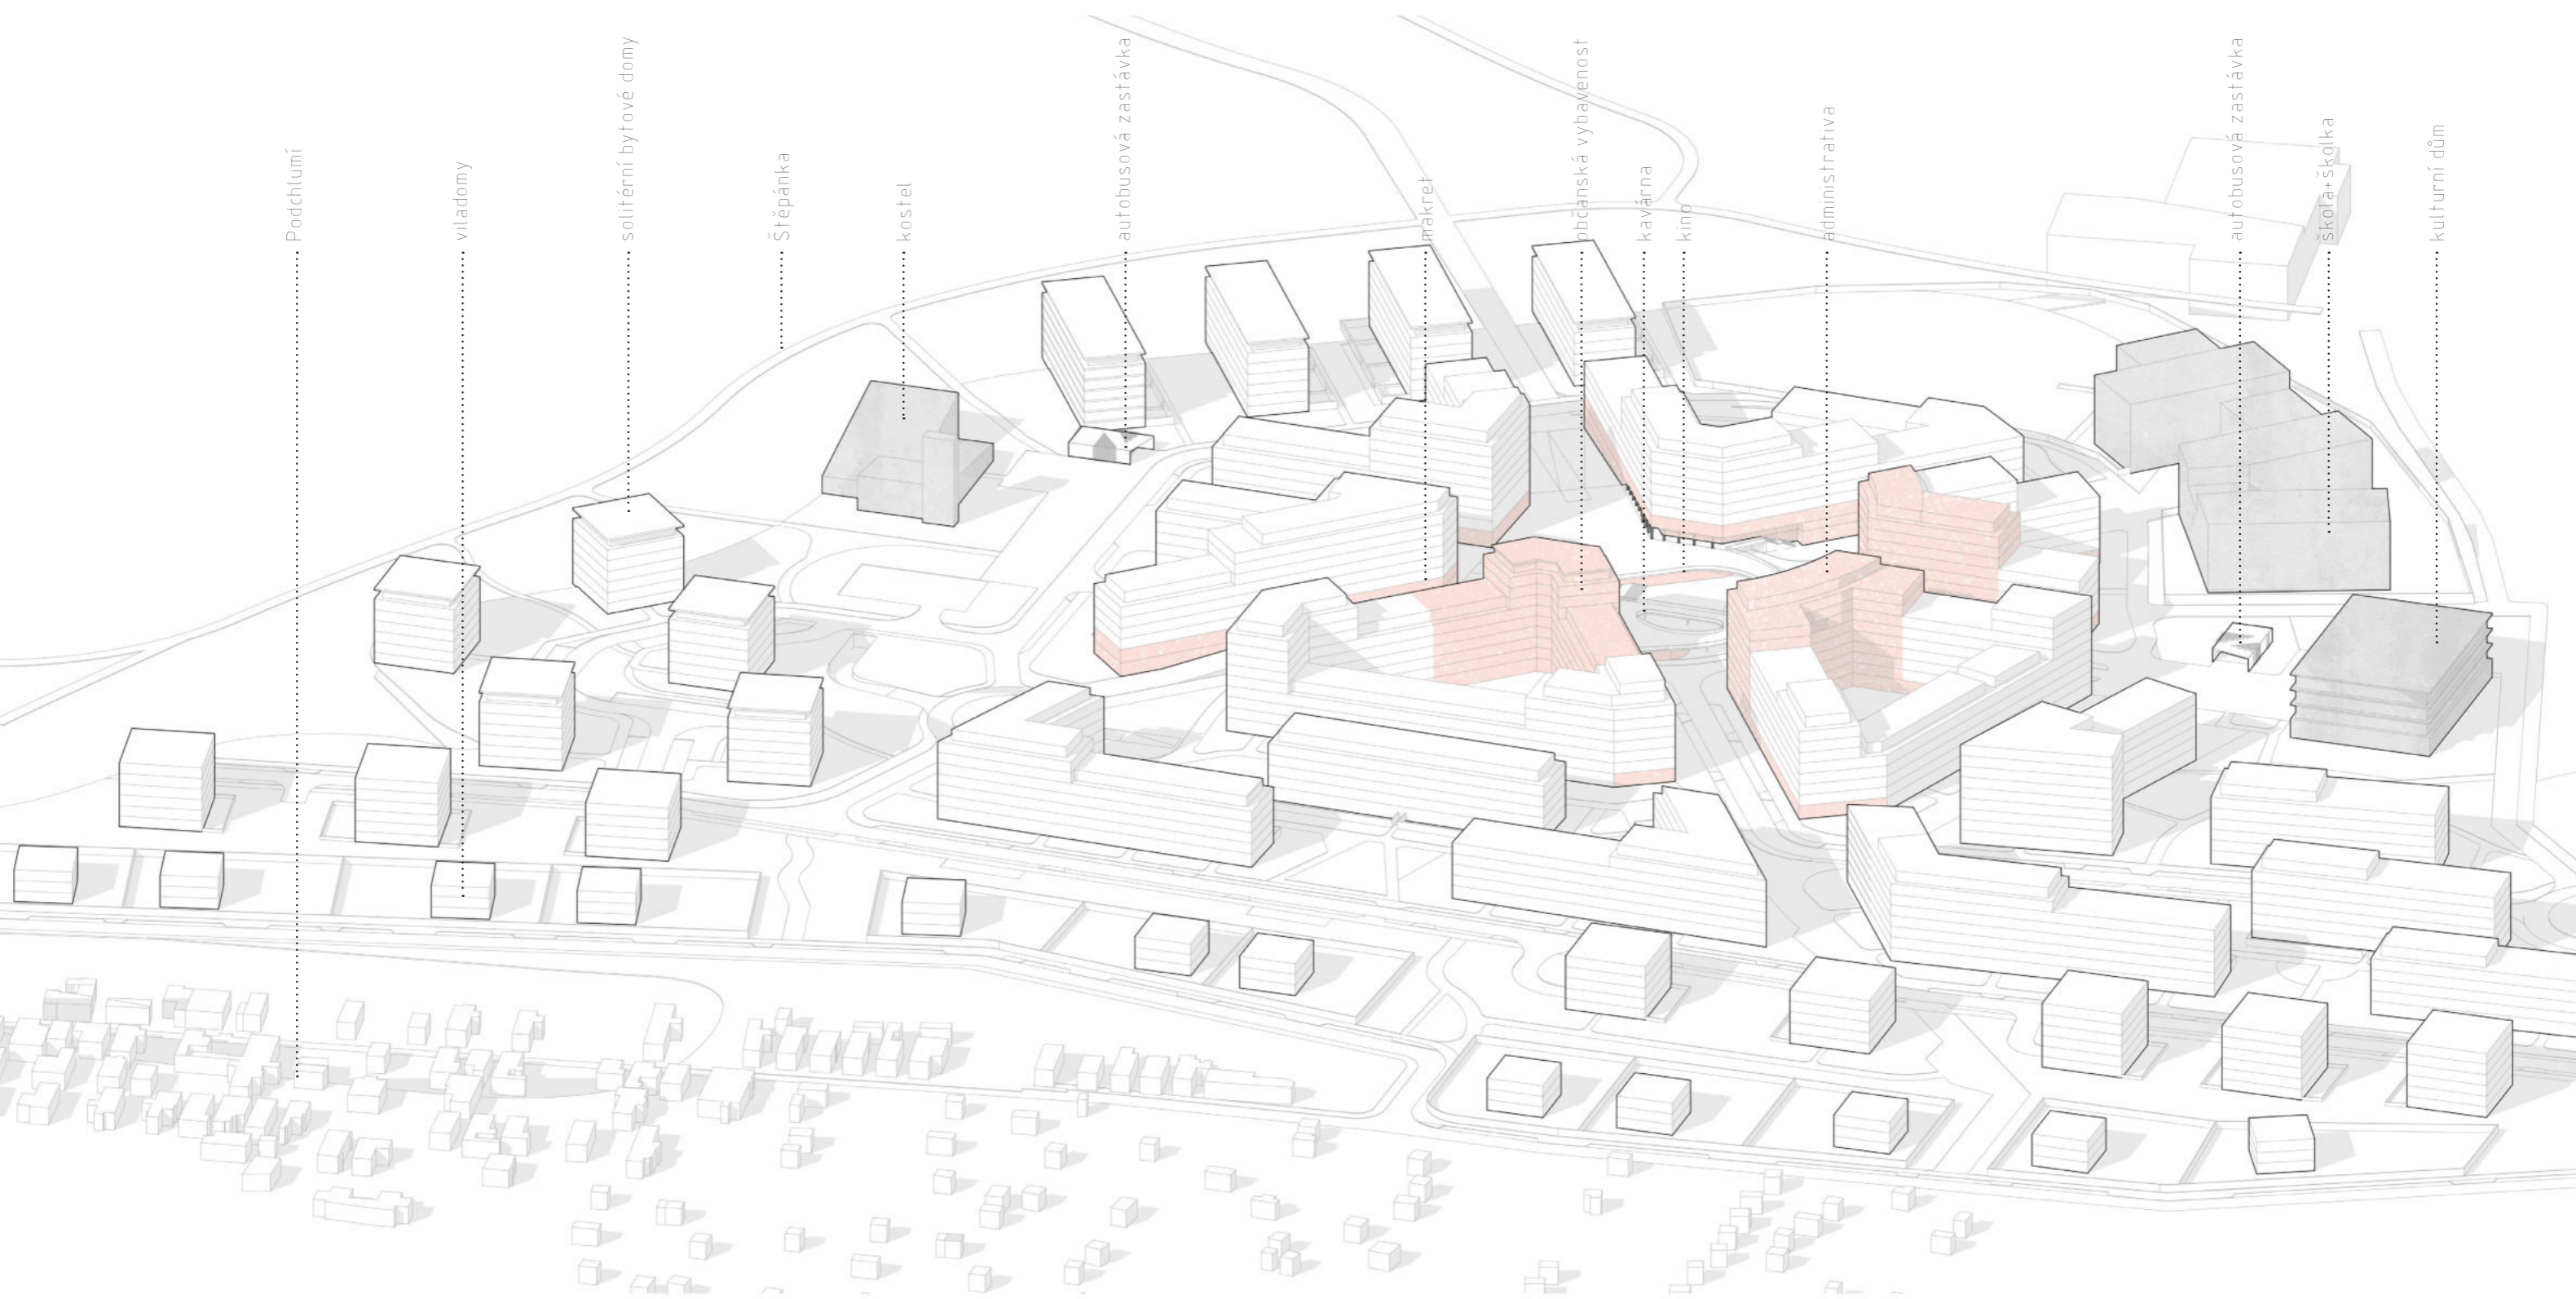 Podchlumí
viladomy
solitérní bytové domy
Štěpánka
kostel
autobusová zastávka
makret
občanská vybavenost
kavárna
kino
administrativa
autobusová zastávka
škola+školka
kulturní dům